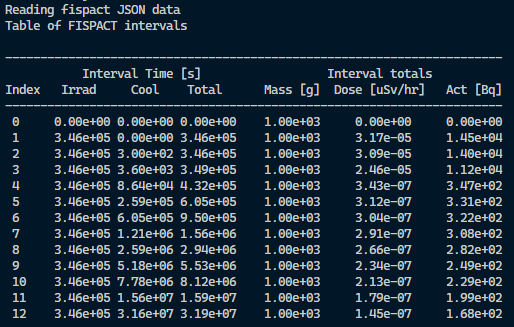 Reading fispact JSON data
Table of FISPACT intervals
Interval Time [s] Interval totals
Index Irrad Cool Total Mass [g] Dose [uSv/hr] Act [Bq]
0 0.00e+00 0.00e+00 0.00e+00 1.00e+03 0.00e+00 0.00e+00
1 3.46e+05 0.00e+00 3.46e+05 1.00e+03 3.17e-05 1.45e+04
2 3.46e+05 3.00e+02 3.46e+05 1.00e+03 3.09e-05 1.40e+04
3 3.46e+05 3.60e+03 3.49e+05 1.00e+03 2.46e-05 1.12e+04
4 3.46e+05 8.64e+04 4.32e+05 1.00e+03 3.43e-07 3.47e+02
5 3.46e+05 2.59e+05 6.05e+05 1.00e+03 3.12e-07 3.31e+02
6 3.46e+05 6.05e+05 9.50e+05 1.00e+03 3.04e-07 3.22e+02
7 3.46e+05 1.21e+06 1.56e+06 1.00e+03 2.91e-07 3.08e+02
8 3.46e+05 2.59e+06 2.94e+06 1.00e+03 2.66e-07 2.82e+02
9 3.46e+05 5.18e+06 5.53e+06 1.00e+03 2.34e-07 2.49e+02
10 3.46e+05 7.78e+06 8.12e+06 1.00e+03 2.13e-07 2.29e+02
11 3.46e+05 1.56e+07 1.59e+07 1.00e+03 1.79e-07 1.99e+02
12 3.46e+05 3.16e+07 3.19e+07 1.00e+03 1.45e-07 1.68e+02